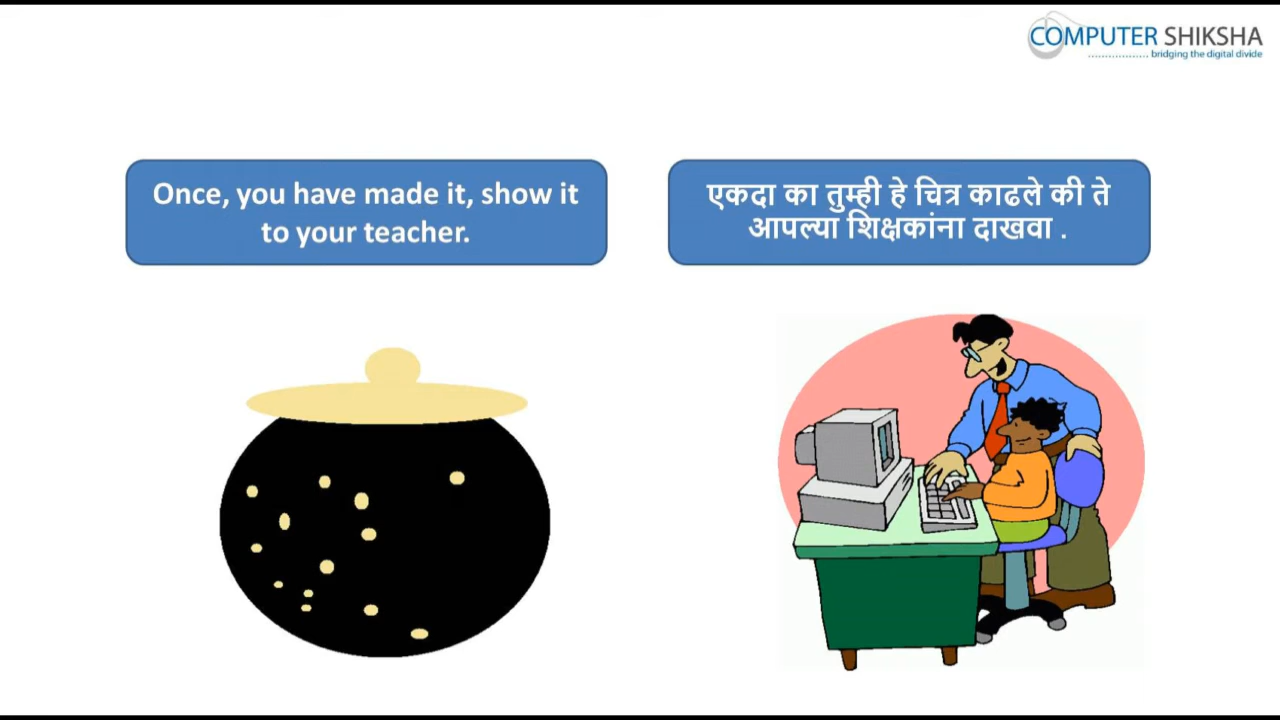 COMPUTER SHIKSHA
bridging the digital divide
Once, you have made it, show it
to your teacher.
एकदा का तुम्ही हे चित्र काढले की ते
आपल्या शिक्षकांना दाखवा .